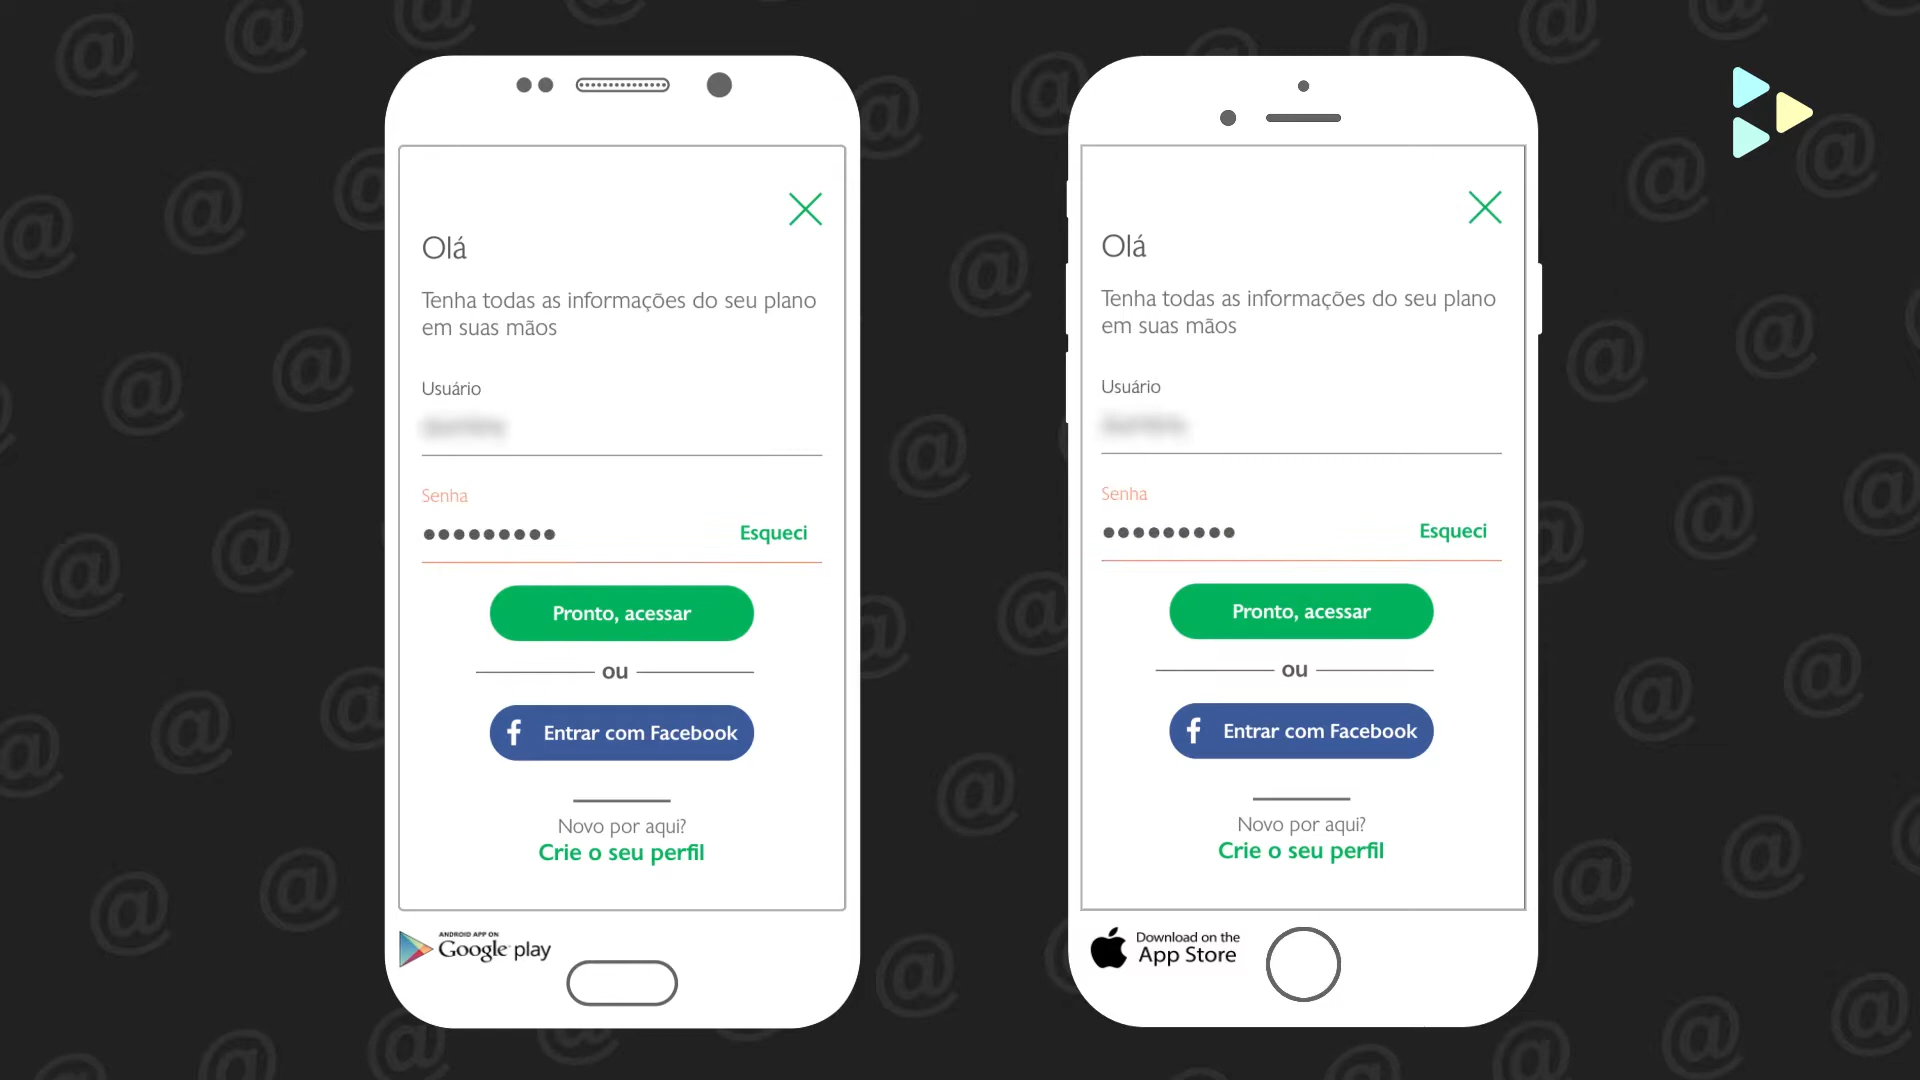 Olá
Tenha todas as informações do seu plano
em suas mãos
Usuário
Senha
Esqueci
Pronto, acessar
ou
f Entrar com Facebook
Novo por aqui?
Crie o seu perfil
ANDROID APP ON
Google play
Olá
Tenha todas as informações do seu plano
em suas mãos
Usuário
Senha
Esqueci
Pronto, acessar
ou
f Entrar com Facebook
Novo por aqui?
Crie o seu perfil
Download on the
App Store